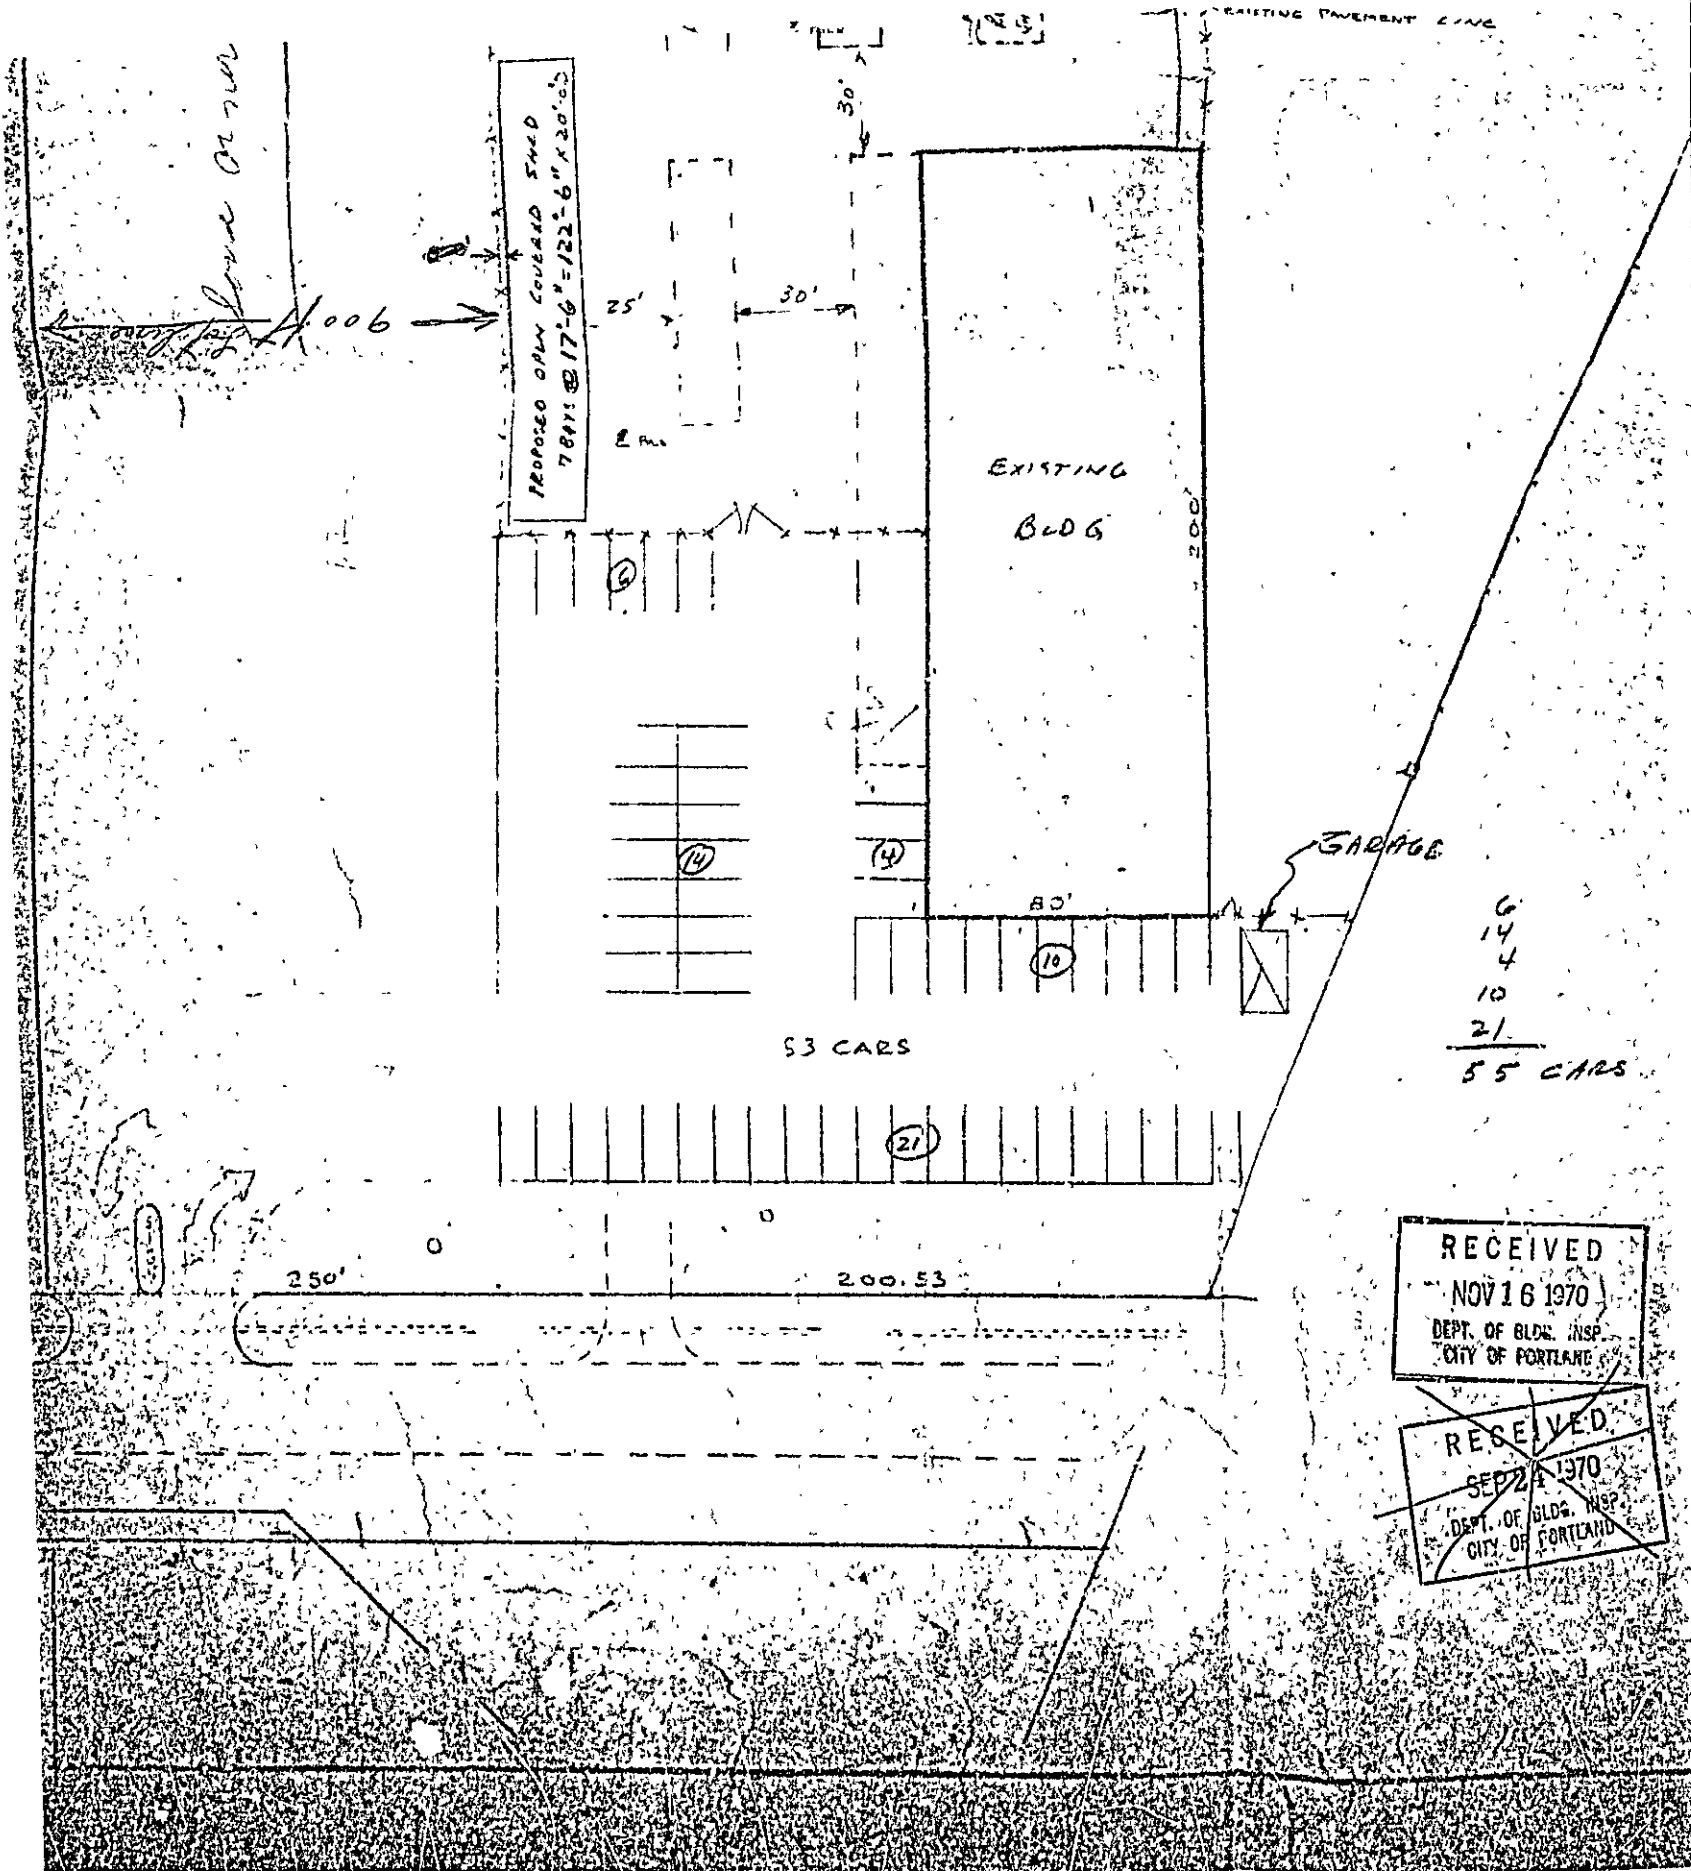 EXISTING PAVEMENT LINE
30'
PROPOSED OPEN COVERED SHED
7 BAYS @ 17'-6" = 122'-6" X 20'-0"
25'
30'
900
EXISTING
BLDG
200'
6
14
4
80'
10
GARAGE
53 CARS
6
14
4
10
21
55 CARS
21
250'
200.53
RECEIVED
NOV 16 1970
DEPT. OF BLDG. INSP.
CITY OF PORTLAND
RECEIVED
SEP 24 1970
DEPT. OF BLDG. INSP.
CITY OF PORTLAND